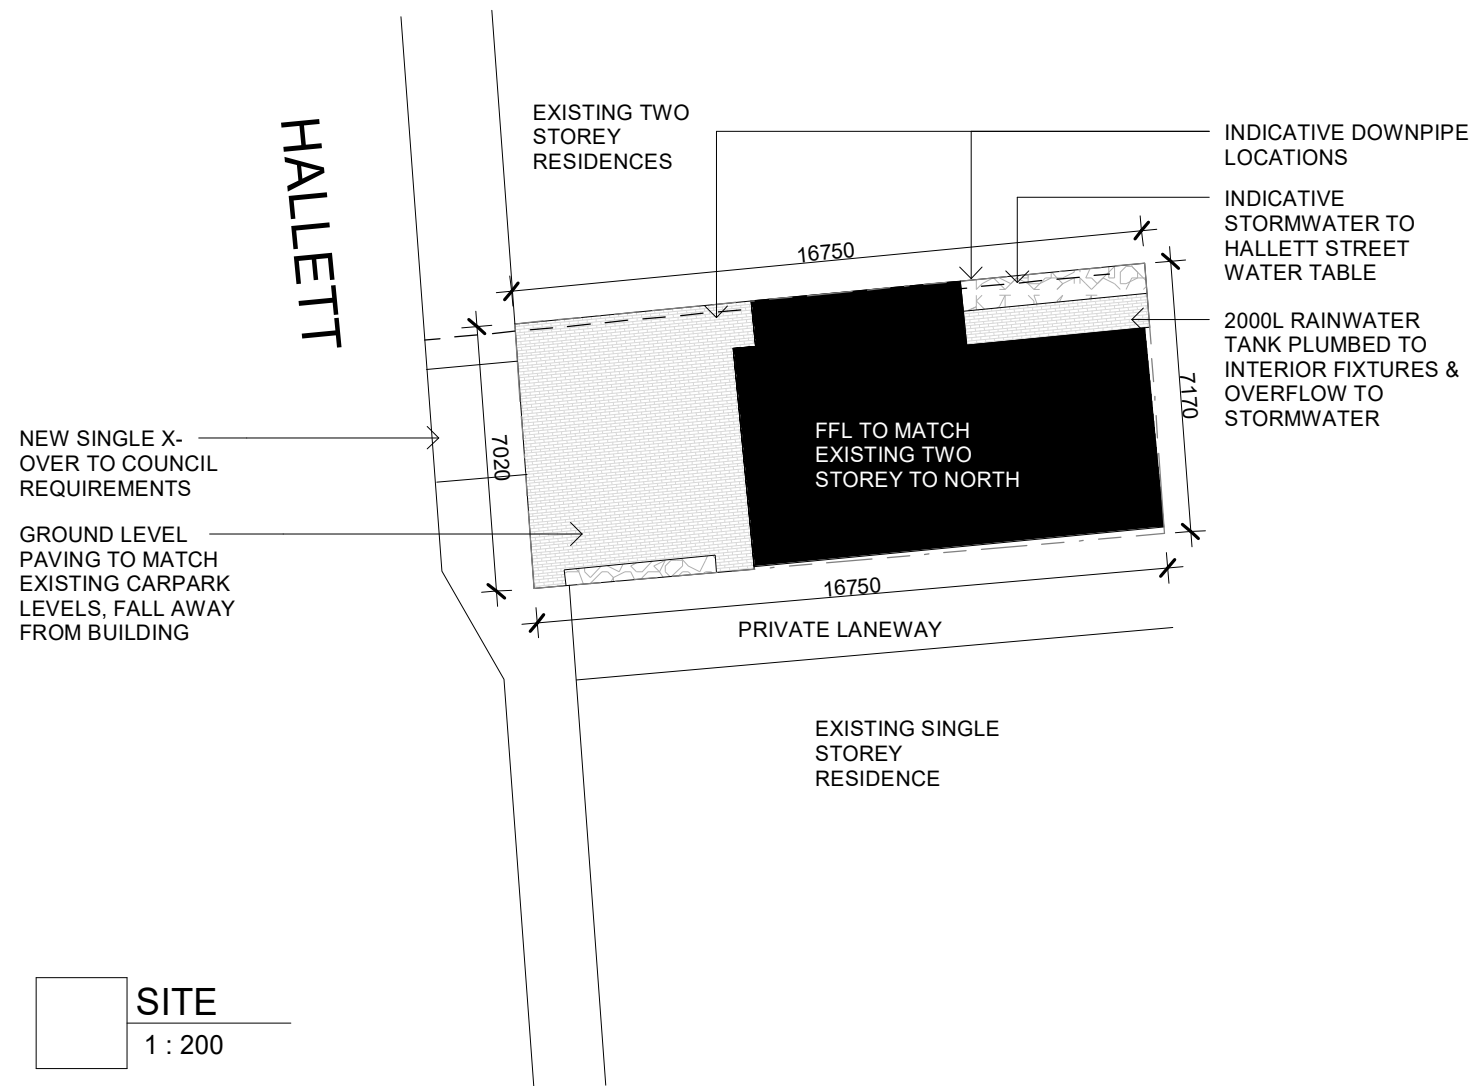 HALLETT
EXISTING TWO
STOREY
RESIDENCES
INDICATIVE DOWNPIPE
LOCATIONS
INDICATIVE
STORMWATER TO
HALLETT STREET
WATER TABLE
16750
2000L RAINWATER
TANK PLUMBED TO
INTERIOR FIXTURES &
OVERFLOW TO
STORMWATER
7170
NEW SINGLE X-
OVER TO COUNCIL
REQUIREMENTS
7020
FFL TO MATCH
EXISTING TWO
STOREY TO NORTH
GROUND LEVEL
PAVING TO MATCH
EXISTING CARPARK
LEVELS, FALL AWAY
FROM BUILDING
16750
PRIVATE LANEWAY
EXISTING SINGLE
STOREY
RESIDENCE
SITE
1 : 200